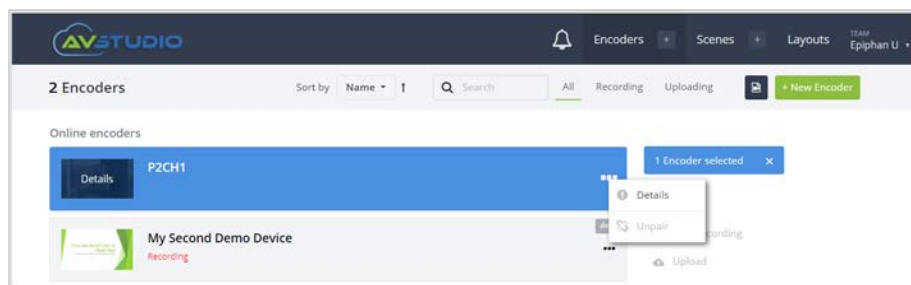 AVSTUDIO
Encoders + Scenes + Layouts
TEAM
Epiphan U
2 Encoders Sort by Name Search All Recording Uploading + New Encoder
Online encoders
Details P2CH1 1 Encoder selected ×
Details
Unpair
My Second Demo Device
Recording
Upload